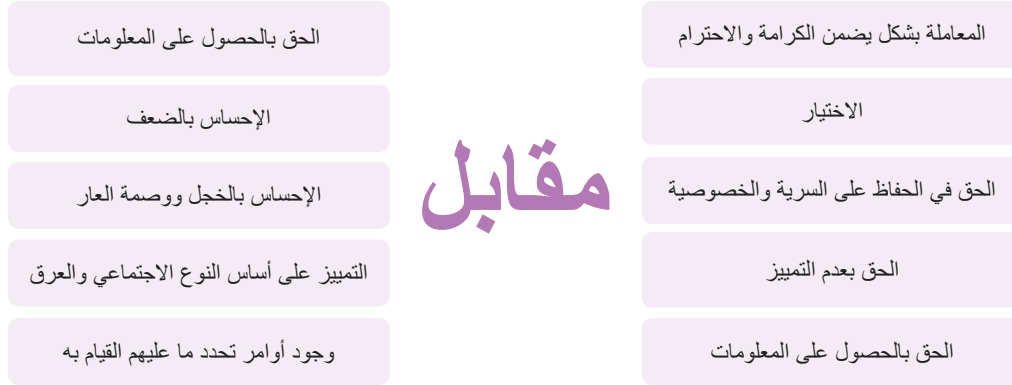 المعاملة بشكل يضمن الكرامة والاحترام
الاختيار
الحق في الحفاظ على السرية والخصوصية
الحق بعدم التمييز
الحق بالحصول على المعلومات
مقابل
الحق بالحصول على المعلومات
الإحساس بالضعف
الإحساس بالخجل ووصمة العار
التمييز على أساس النوع الاجتماعي والعرق
وجود أوامر تحدد ما عليهم القيام به